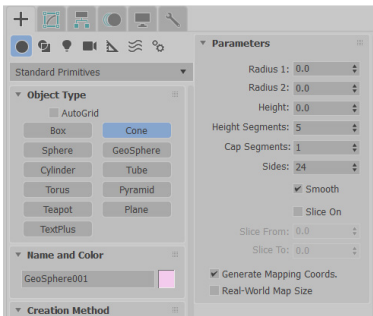 Standard Primitives
Object Type
AutoGrid
Box Cone
Sphere GeoSphere
Cylinder Tube
Torus Pyramid
Teapot Plane
TextPlus
Name and Color
GeoSphere001
Creation Method
Parameters
Radius 1: 0.0
Radius 2: 0.0
Height: 0.0
Height Segments: 5
Cap Segments: 1
Sides: 24
Smooth
Slice On
Slice From: 0.0
Slice To: 0.0
Generate Mapping Coords.
Real-World Map Size